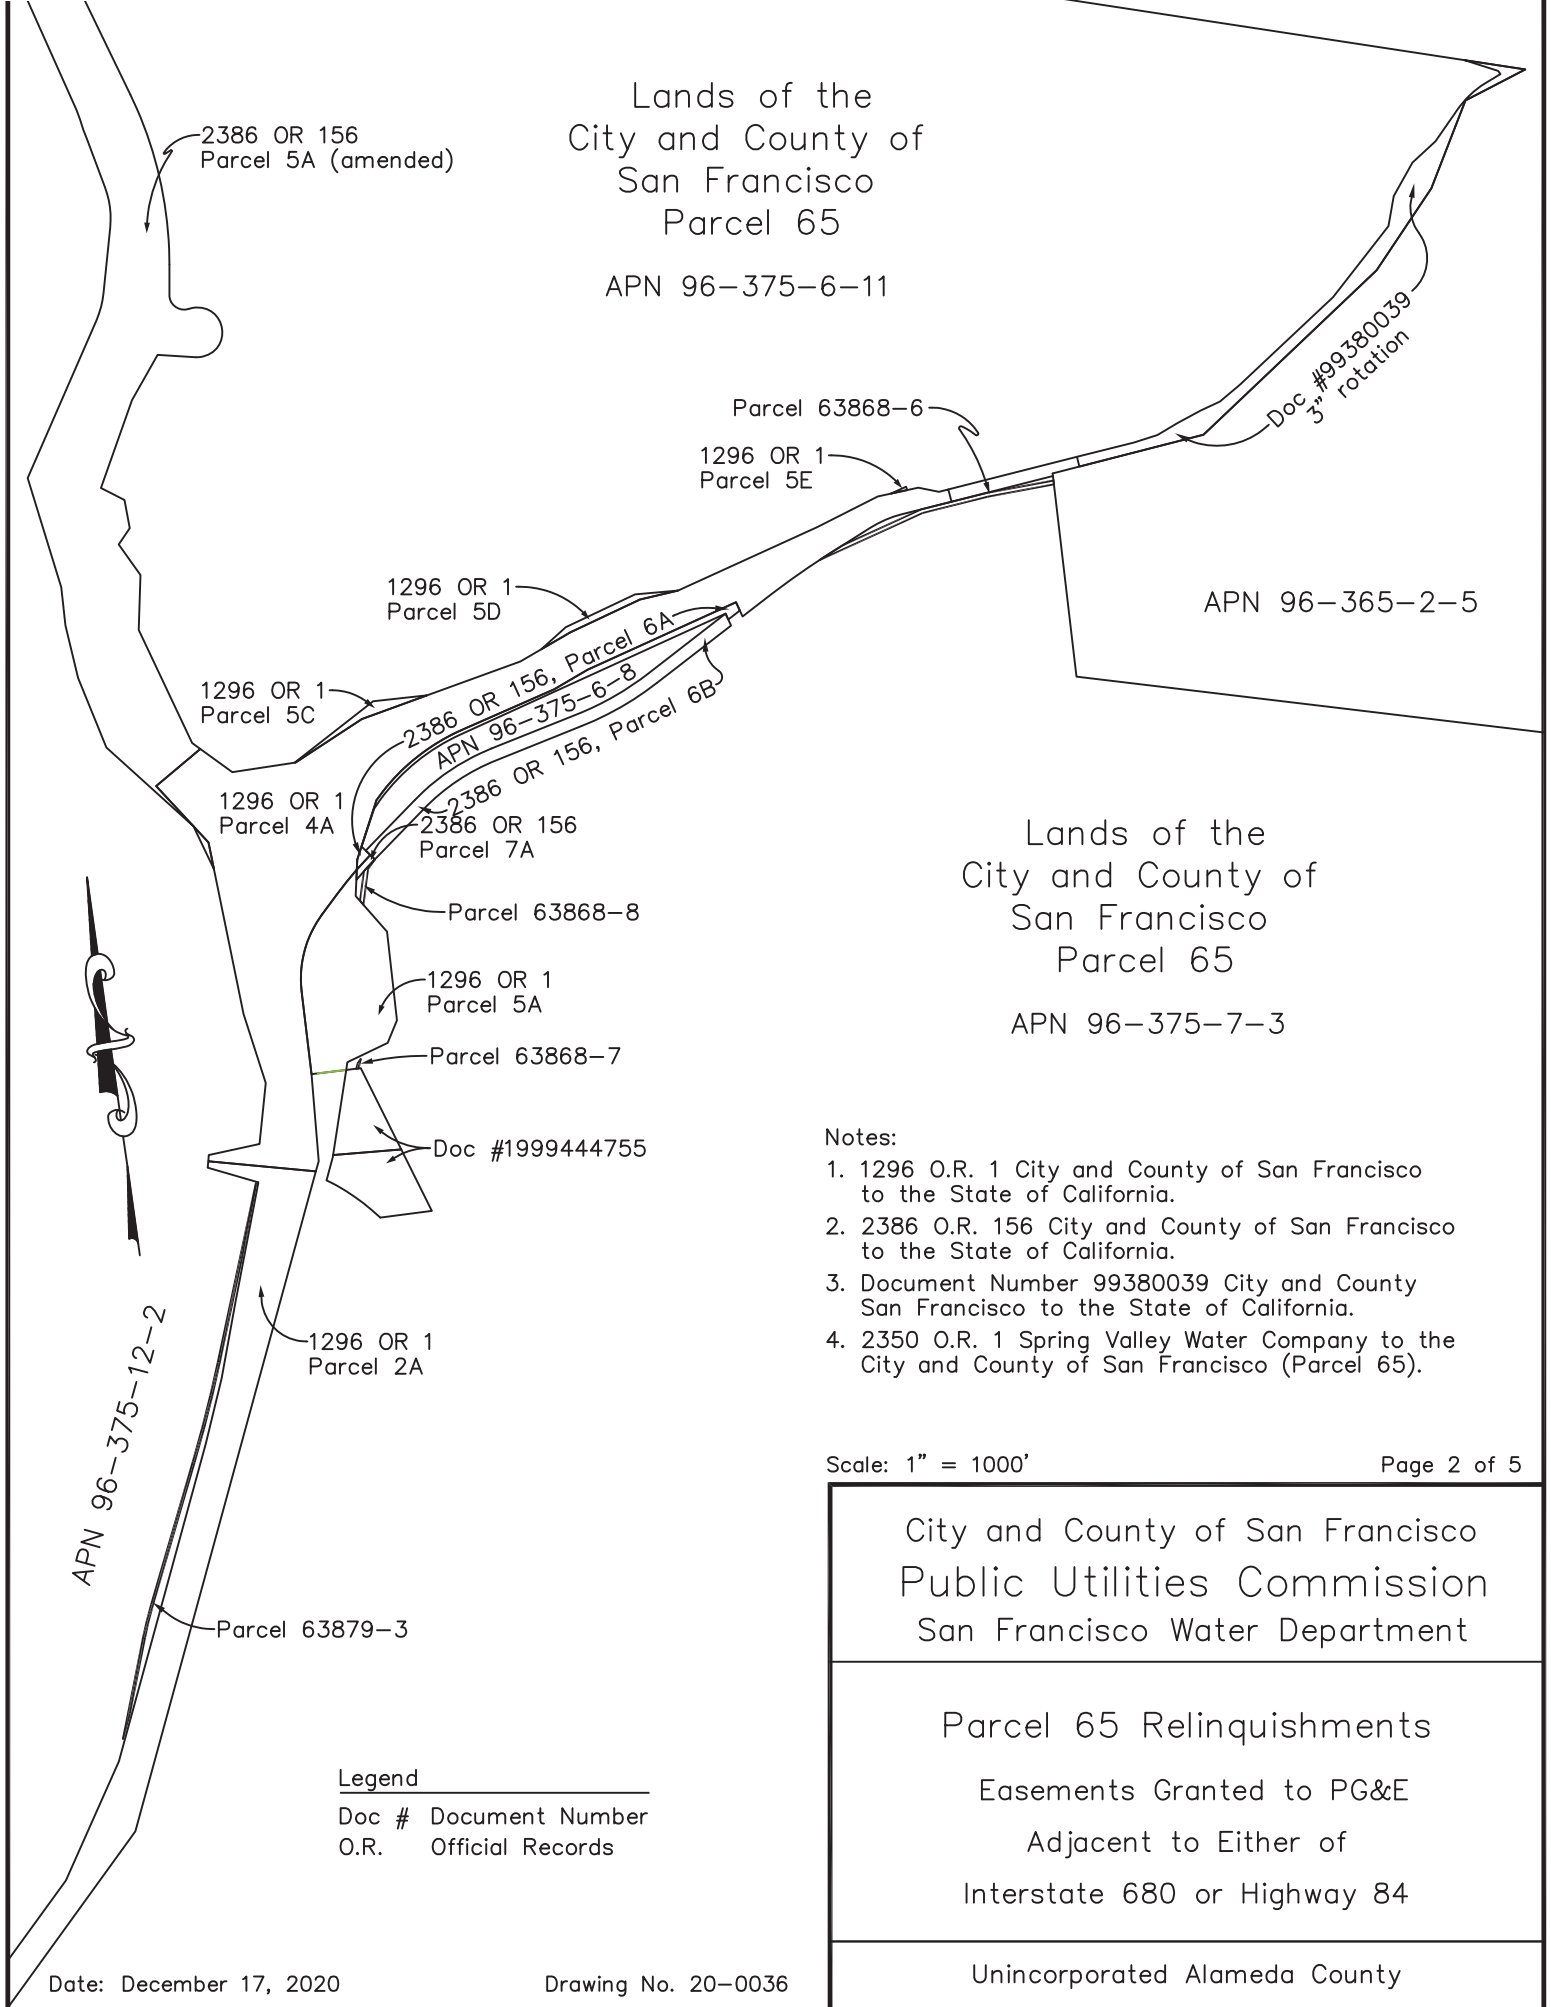 2386 OR 156
Parcel 5A (amended)
Lands of the
City and County of
San Francisco
Parcel 65
APN 96-375-6-11
Doc #99380039
3" rotation
Parcel 63868-6
1296 OR 1
Parcel 5E
1296 OR 1
Parcel 5D
APN 96-365-2-5
1296 OR 1
Parcel 5C
2386 OR 156, Parcel 6A
APN 96-375-6-8
2386 OR 156, Parcel 6B
1296 OR 1
Parcel 4A
2386 OR 156
Parcel 7A
Parcel 63868-8
Lands of the
City and County of
San Francisco
Parcel 65
APN 96-375-7-3
1296 OR 1
Parcel 5A
Parcel 63868-7
Doc #1999444755
1296 OR 1
Parcel 2A
APN 96-375-12-2
Parcel 63879-3
Notes:
1. 1296 O.R. 1 City and County of San Francisco
to the State of California.
2. 2386 O.R. 156 City and County of San Francisco
to the State of California.
3. Document Number 99380039 City and County
San Francisco to the State of California.
4. 2350 O.R. 1 Spring Valley Water Company to the
City and County of San Francisco (Parcel 65).
Scale: 1" = 1000'
Page 2 of 5
City and County of San Francisco
Public Utilities Commission
San Francisco Water Department
Parcel 65 Relinquishments
Easements Granted to PG&E
Adjacent to Either of
Interstate 680 or Highway 84
Unincorporated Alameda County
Legend
Doc # Document Number
O.R. Official Records
Date: December 17, 2020
Drawing No. 20-0036